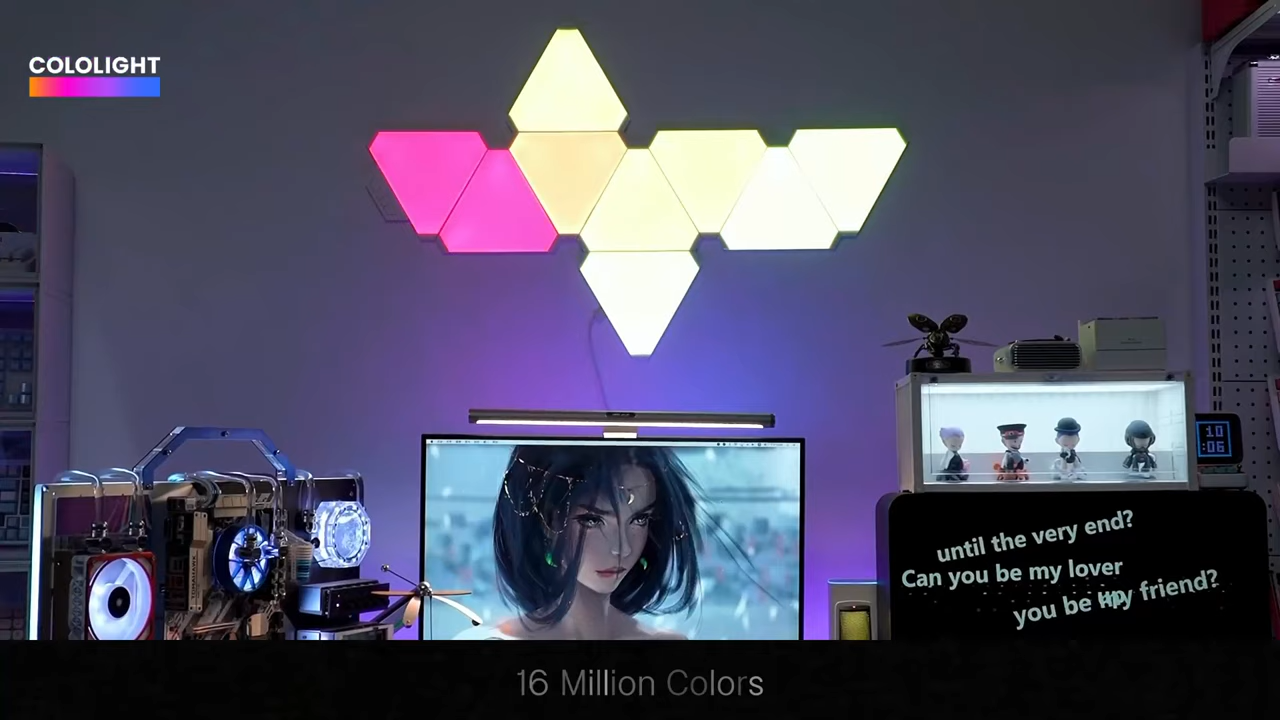 COLOLIGHT
10
:06
until the very end?
Can you be my lover
up
you be my friend?
16 Million Colors